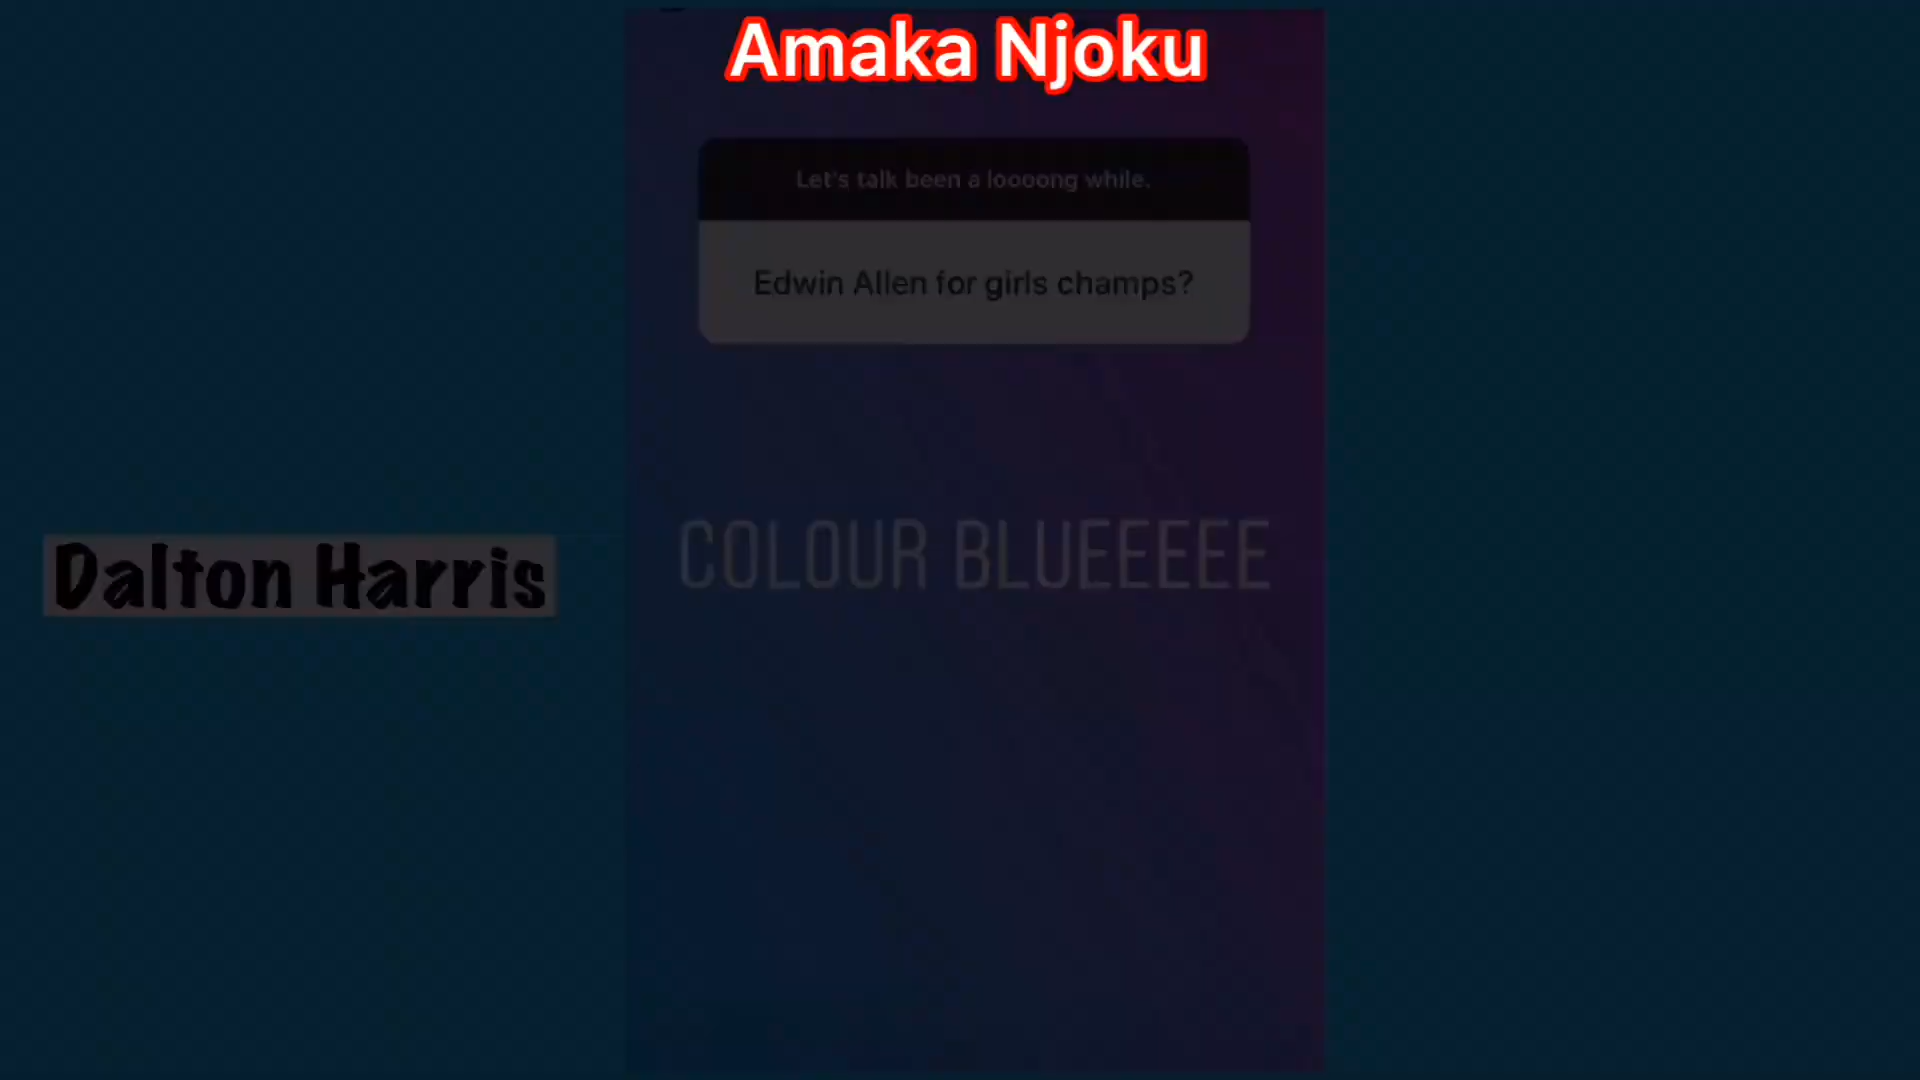 Amaka Njoku
Let's talk been a loooong while.
Edwin Allen for girls champs?
COLOUR BLUEEEEE
Dalton Harris